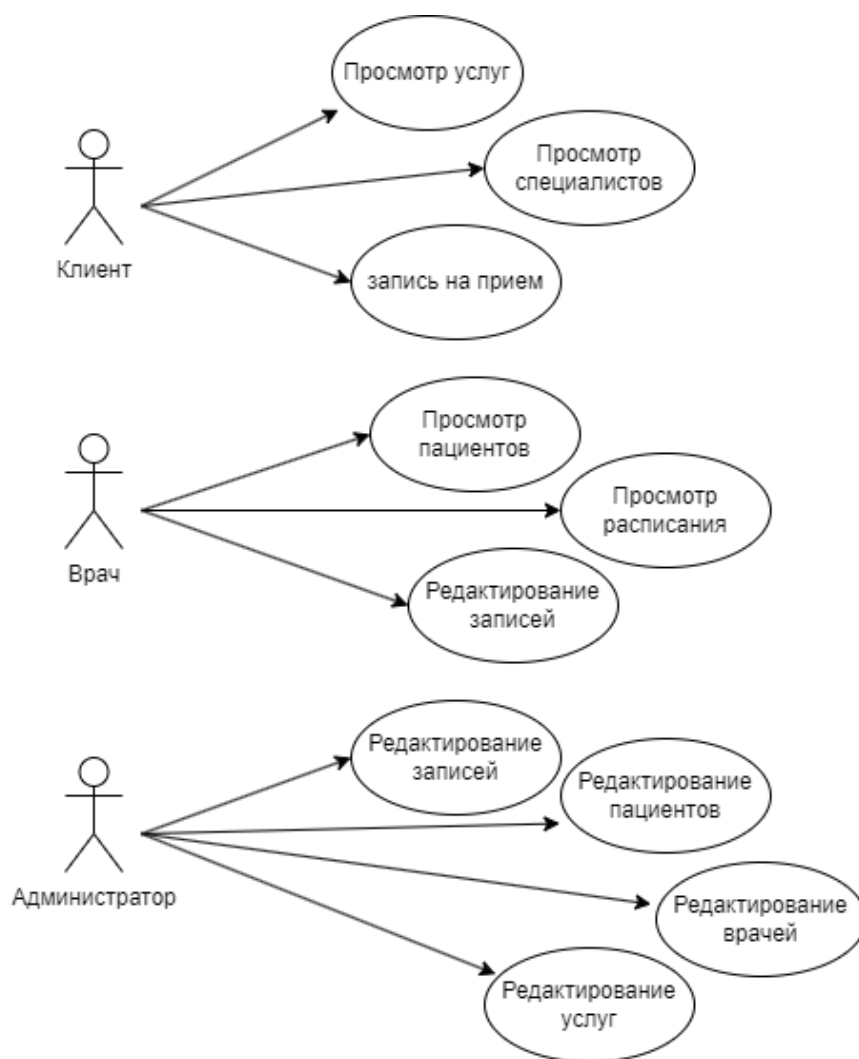 Просмотр услуг
Просмотр
специалистов
Клиент
запись на прием
Просмотр
пациентов
Просмотр
расписания
Врач
Редактирование
записей
Редактирование
записей
Редактирование
пациентов
Администратор
Редактирование
врачей
Редактирование
услуг